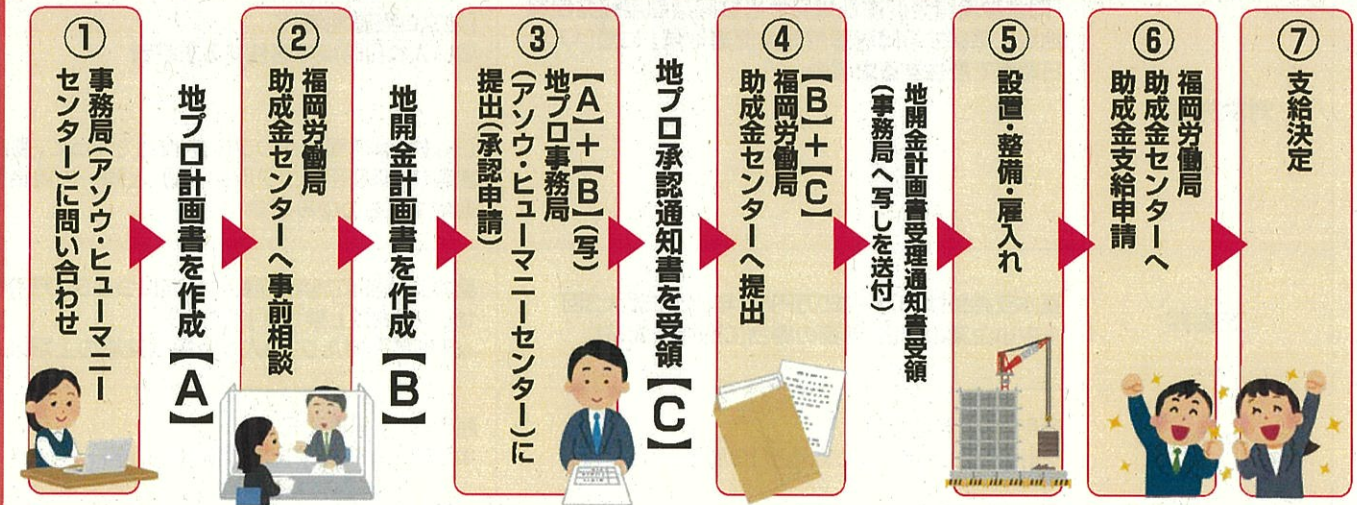 ①
事務局(アソウ・ヒューマニー
センター)に問い合わせ
地プロ計画書を作成【A】
②
福岡労働局
助成金センターへ事前相談
地開金計画書を作成【B】
③
【A】+【B】(写)
地プロ事務局
(アソウ・ヒューマニーセンター)に
提出(承認申請)
地プロ承認通知書を受領【C】
④
【B】+【C】
福岡労働局
助成金センターへ提出
地開金計画書受理通知書受領
(事務局へ写しを送付)
⑤
設置・整備・雇入れ
⑥
福岡労働局
助成金センターへ
助成金支給申請
⑦
支給決定